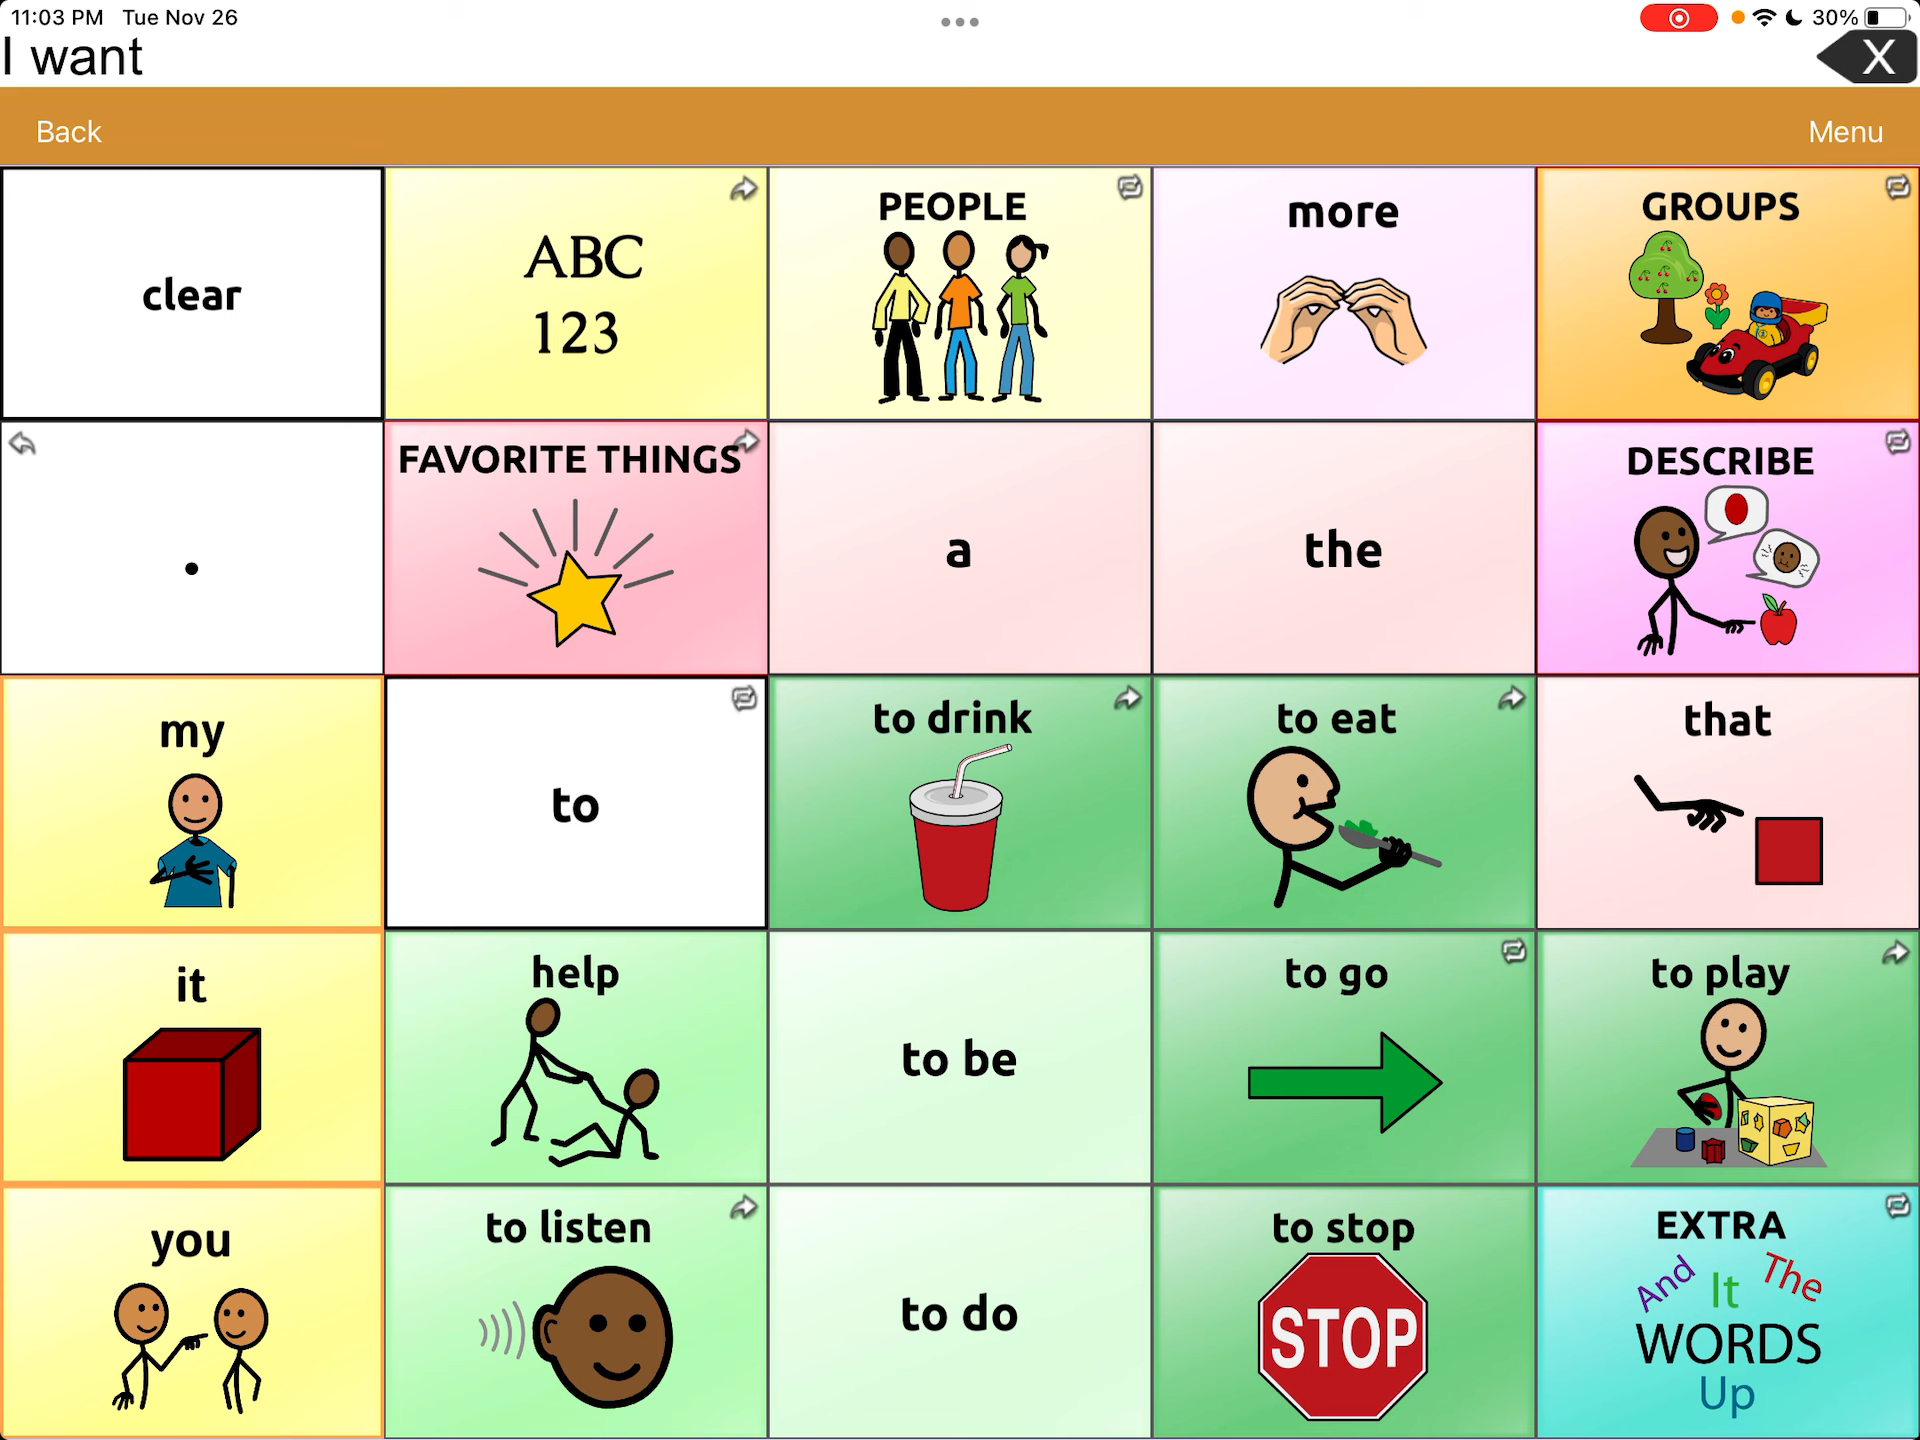 11:03 PM Tue Nov 26
30%
I want
X
Back
Menu
clear
ABC
123
PEOPLE
more
GROUPS
.
FAVORITE THINGS
a
the
DESCRIBE
my
to
to drink
to eat
that
it
help
to be
to go
to play
you
to listen
to do
to stop
STOP
EXTRA
And It The
WORDS
Up